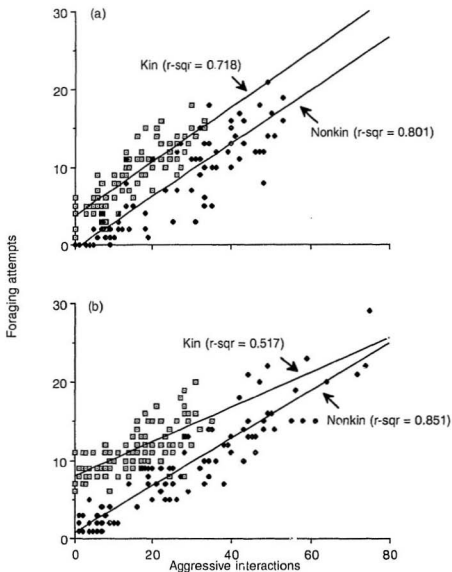 (a)
30
20
10
0
Kin (r-sqr = 0.718)
Nonkin (r-sqr = 0.801)
Foraging attempts
(b)
30
20
10
0
Kin (r-sqr = 0.517)
Nonkin (r-sqr = 0.851)
0 20 40 60 80
Aggressive interactions